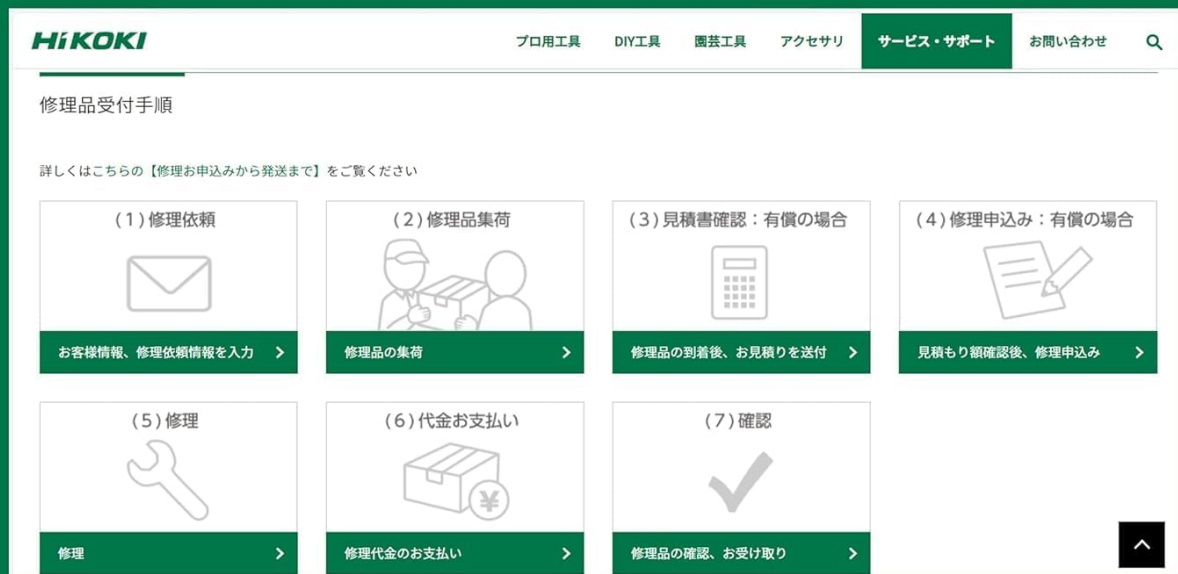 HiKOKI
プロ用工具 DIY工具 園芸工具 アクセサリ サービス・サポート お問い合わせ
修理品受付手順
詳しくはこちらの【修理お申込みから発送まで】をご覧ください
(1)修理依頼
お客様情報、修理依頼情報を入力
(2)修理品集荷
修理品の集荷
(3)見積書確認：有償の場合
修理品の到着後、お見積りを送付
(4)修理申込み：有償の場合
見積もり額確認後、修理申込み
(5)修理
修理
(6)代金お支払い
¥
修理代金のお支払い
(7)確認
修理品の確認、お受け取り